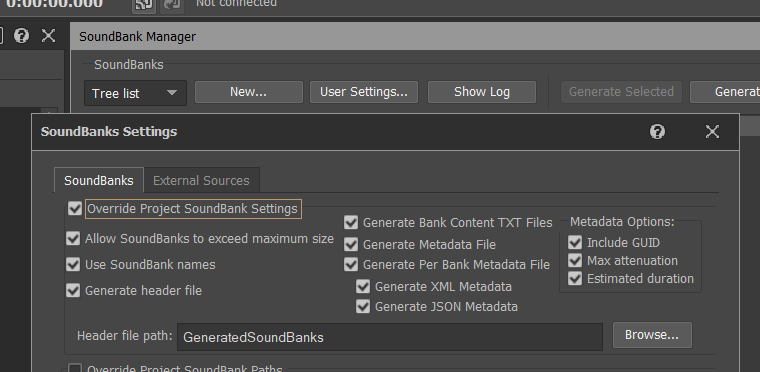 0:00:00.000
Not connected
SoundBank Manager
SoundBanks
Tree list New... User Settings... Show Log Generate Selected Generat
SoundBanks Settings
SoundBanks External Sources
Override Project SoundBank Settings
Allow SoundBanks to exceed maximum size
Use SoundBank names
Generate header file
Generate Bank Content TXT Files
Generate Metadata File
Generate Per Bank Metadata File
Generate XML Metadata
Generate JSON Metadata
Metadata Options:
Include GUID
Max attenuation
Estimated duration
Header file path: GeneratedSoundBanks Browse...
Override Project SoundBank Paths